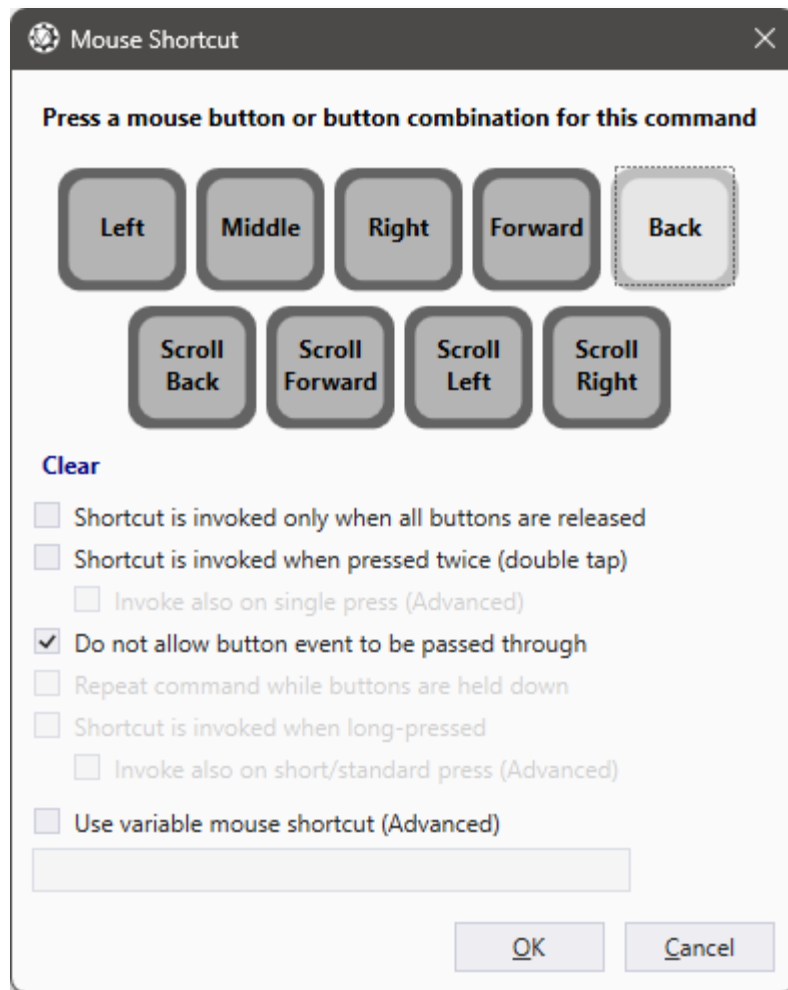 Mouse Shortcut
Press a mouse button or button combination for this command
Left Middle Right Forward Back
Scroll Back
Scroll Forward
Scroll Left
Scroll Right
Clear
Shortcut is invoked only when all buttons are released
Shortcut is invoked when pressed twice (double tap)
Invoke also on single press (Advanced)
Do not allow button event to be passed through
Repeat command while buttons are held down
Shortcut is invoked when long-pressed
Invoke also on short/standard press (Advanced)
Use variable mouse shortcut (Advanced)
OK Cancel